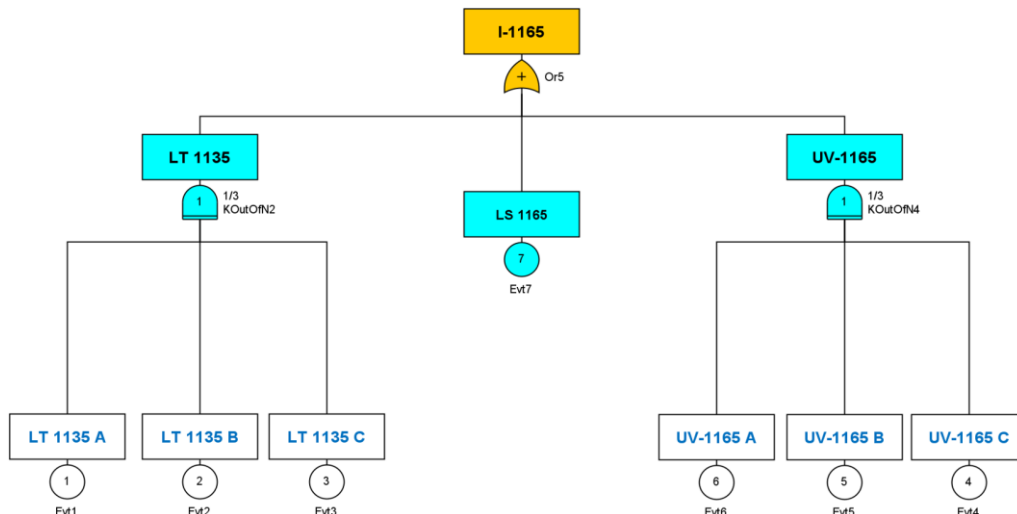 I-1165
+
Or5
LT 1135
1
1/3
KOutOfN2
LS 1165
7
Evt7
UV-1165
1
1/3
KOutOfN4
LT 1135 A
LT 1135 B
LT 1135 C
1
2
3
Evt1
Evt2
Evt3
UV-1165 A
UV-1165 B
UV-1165 C
6
5
4
Evt6
Evt5
Evt4